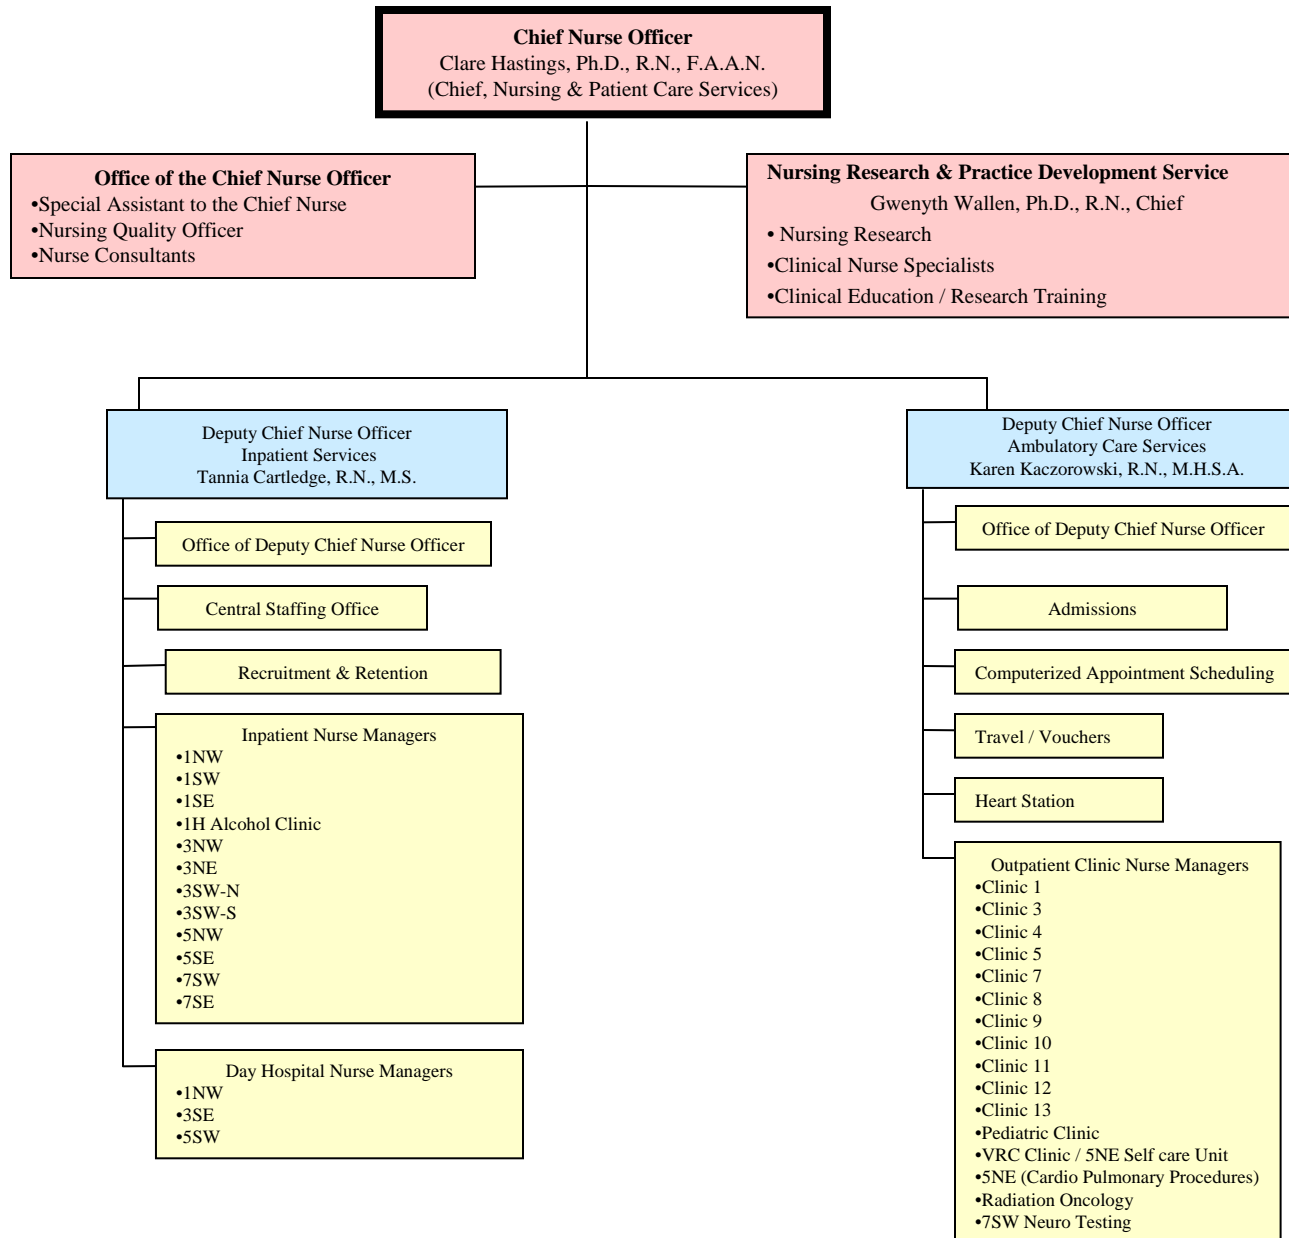 Chief Nurse Officer
Clare Hastings, Ph.D., R.N., F.A.A.N.
(Chief, Nursing & Patient Care Services)
Office of the Chief Nurse Officer
•Special Assistant to the Chief Nurse
•Nursing Quality Officer
•Nurse Consultants
Nursing Research & Practice Development Service
Gwenyth Wallen, Ph.D., R.N., Chief
• Nursing Research
•Clinical Nurse Specialists
•Clinical Education / Research Training
Deputy Chief Nurse Officer
Inpatient Services
Tannia Cartledge, R.N., M.S.
Office of Deputy Chief Nurse Officer
Central Staffing Office
Recruitment & Retention
Inpatient Nurse Managers
•1NW
•1SW
•1SE
•1H Alcohol Clinic
•3NW
•3NE
•3SW-N
•3SW-S
•5NW
•5SE
•7SW
•7SE
Day Hospital Nurse Managers
•1NW
•3SE
•5SW
Deputy Chief Nurse Officer
Ambulatory Care Services
Karen Kaczorowski, R.N., M.H.S.A.
Office of Deputy Chief Nurse Officer
Admissions
Computerized Appointment Scheduling
Travel / Vouchers
Heart Station
Outpatient Clinic Nurse Managers
•Clinic 1
•Clinic 3
•Clinic 4
•Clinic 5
•Clinic 7
•Clinic 8
•Clinic 9
•Clinic 10
•Clinic 11
•Clinic 12
•Clinic 13
•Pediatric Clinic
•VRC Clinic / 5NE Self care Unit
•5NE (Cardio Pulmonary Procedures)
•Radiation Oncology
•7SW Neuro Testing